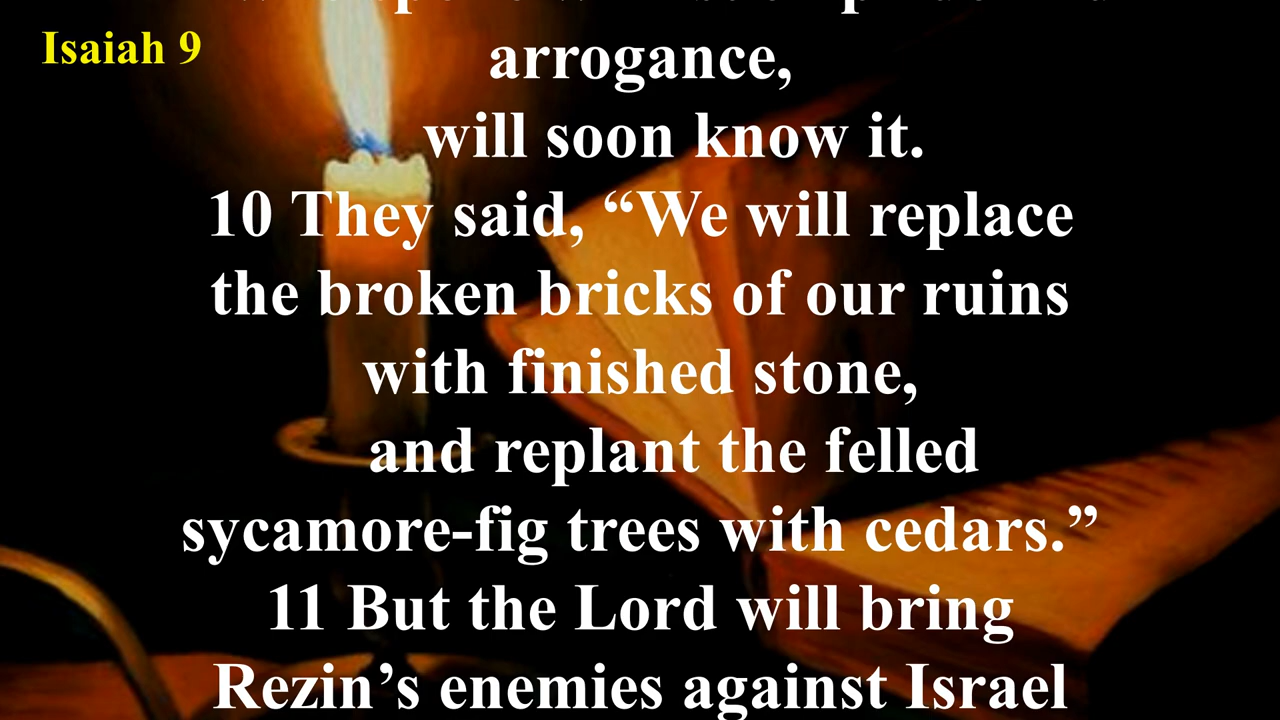 Isaiah 9
arrogance,
will soon know it.
10 They said, “We will replace
the broken bricks of our ruins
with finished stone,
and replant the felled
sycamore-fig trees with cedars.”
11 But the Lord will bring
Rezin’s enemies against Israel